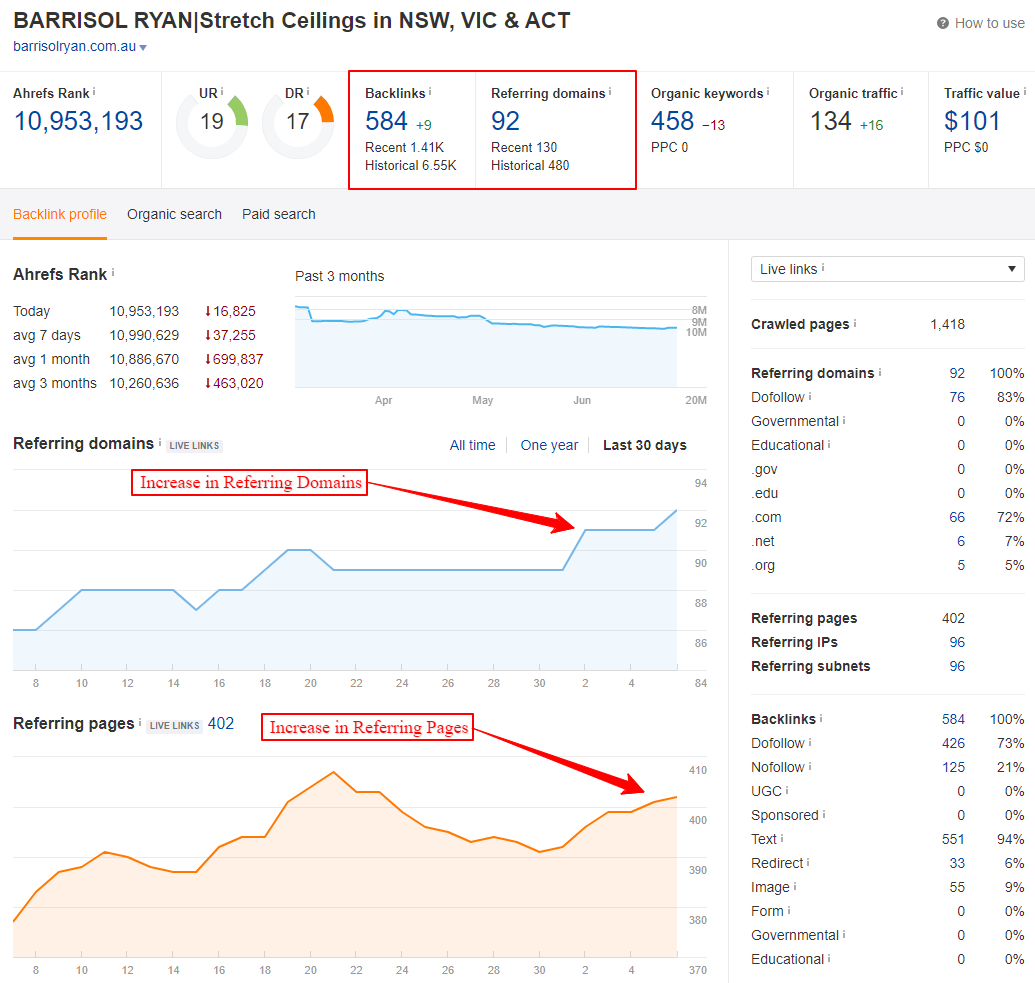 BARRISOL RYAN|Stretch Ceilings in NSW, VIC & ACT
How to use
barrisolryan.com.au
Ahrefs Rank UR DR Backlinks Referring domains Organic keywords Organic traffic Traffic value
10,953,193 19 17 584 +9 92 458 −13 134 +16 $101
Recent 1.41K Recent 130 PPC 0 PPC $0
Historical 6.55K Historical 480
Backlink profile Organic search Paid search
Ahrefs Rank
Today 10,953,193 ↓16,825
avg 7 days 10,990,629 ↓37,255
avg 1 month 10,886,670 ↓699,837
avg 3 months 10,260,636 ↓463,020
Past 3 months
8M
9M
10M
Apr May Jun 20M
Referring domains LIVE LINKS All time One year Last 30 days
Increase in Referring Domains
94
92
90
88
86
8 10 12 14 16 18 20 22 24 26 28 30 2 4 84
Referring pages LIVE LINKS 402
Increase in Referring Pages
410
400
390
380
8 10 12 14 16 18 20 22 24 26 28 30 2 4 370
Live links
Crawled pages 1,418
Referring domains 92 100%
Dofollow 76 83%
Governmental 0 0%
Educational 0 0%
.gov 0 0%
.edu 0 0%
.com 66 72%
.net 6 7%
.org 5 5%
Referring pages 402
Referring IPs 96
Referring subnets 96
Backlinks 584 100%
Dofollow 426 73%
Nofollow 125 21%
UGC 0 0%
Sponsored 0 0%
Text 551 94%
Redirect 33 6%
Image 55 9%
Form 0 0%
Governmental 0 0%
Educational 0 0%